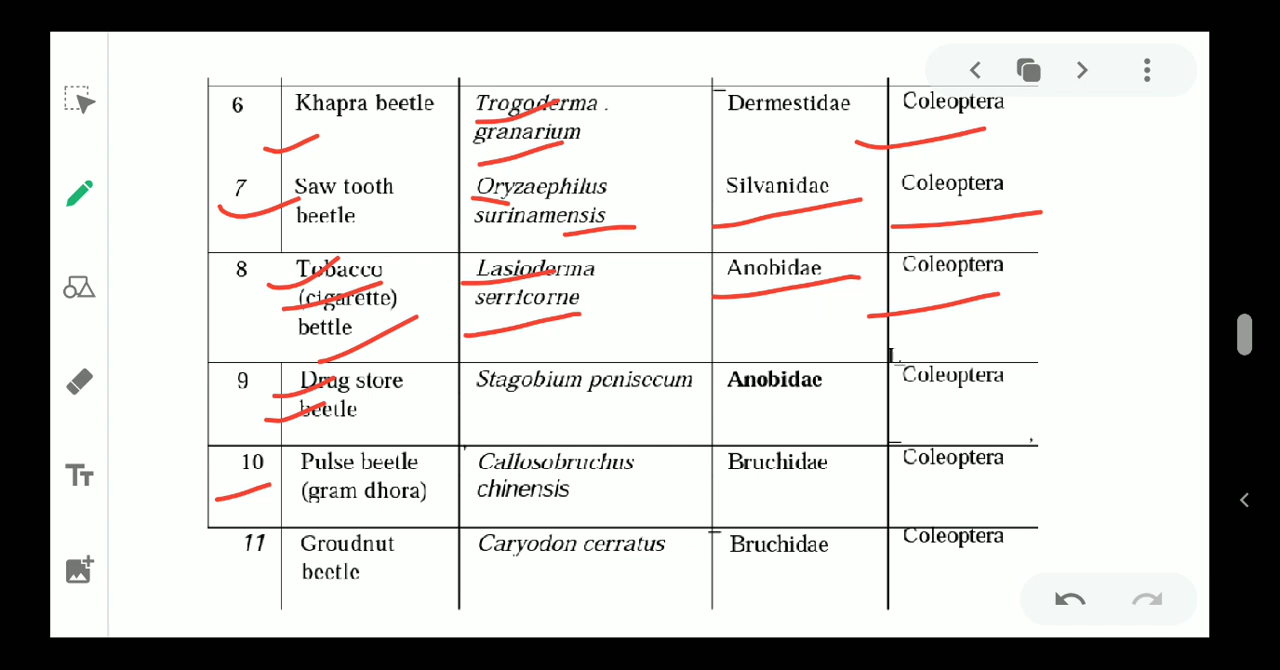 6 Khapra beetle Trogoderma . Dermestidae Coleoptera
granarium
7 Saw tooth Oryzaephilus Silvanidae Coleoptera
beetle surinamensis
8 Tobacco Lasioderma Anobidae Coleoptera
(cigarette) serricorne
bettle
9 Drug store Stagobium peniseeum Anobidae Coleoptera
beetle
10 Pulse beetle Callosobruchus Bruchidae Coleoptera
(gram dhora) chinensis
11 Groudnut Caryodon cerratus Bruchidae Coleoptera
beetle
TT